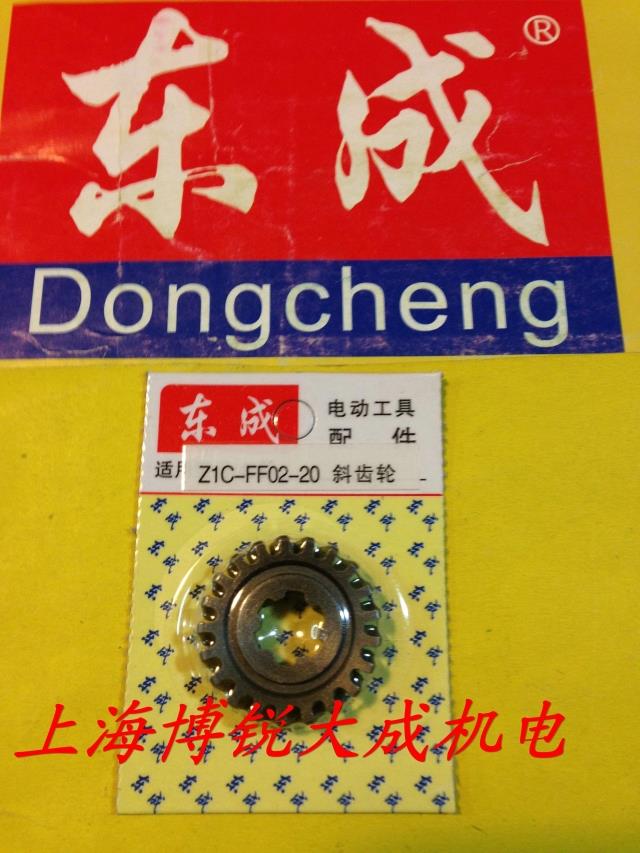 东成®
Dongcheng
东成
电动工具
配件
适用
Z1C-FF02-20 斜齿轮
上海博锐大成机电